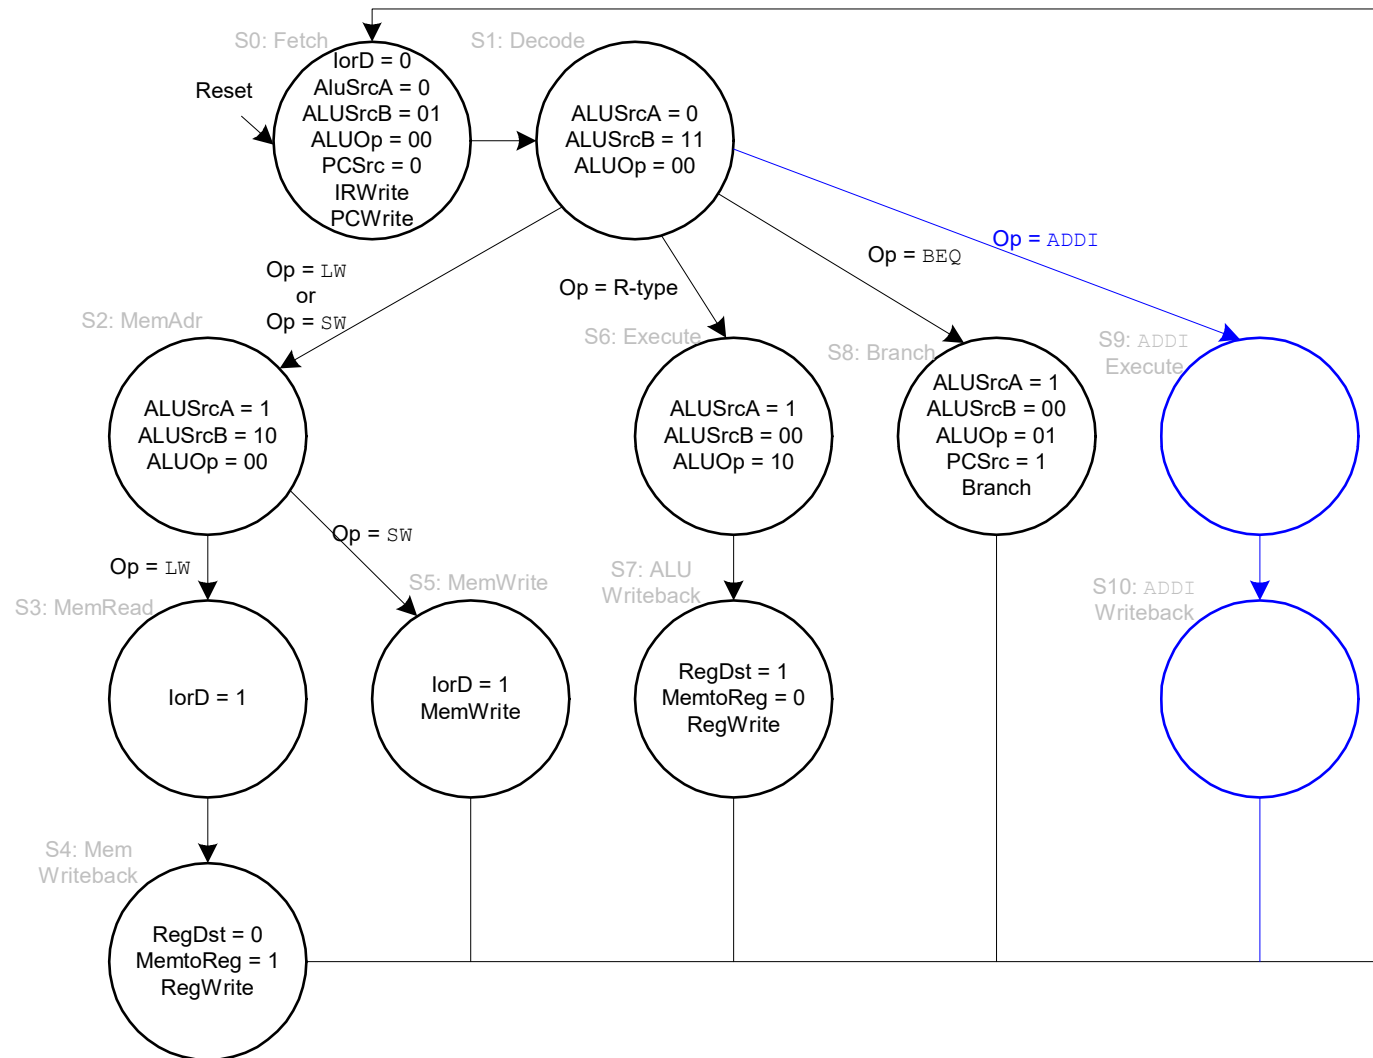 S0: Fetch
IorD = 0
AluSrcA = 0
ALUSrcB = 01
ALUOp = 00
PCSrc = 0
IRWrite
PCWrite
Reset
S1: Decode
ALUSrcA = 0
ALUSrcB = 11
ALUOp = 00
Op = LW
or
Op = SW
Op = R-type
Op = BEQ
Op = ADDI
S2: MemAdr
ALUSrcA = 1
ALUSrcB = 10
ALUOp = 00
S6: Execute
ALUSrcA = 1
ALUSrcB = 00
ALUOp = 10
S8: Branch
ALUSrcA = 1
ALUSrcB = 00
ALUOp = 01
PCSrc = 1
Branch
S9: ADDI
Execute
Op = LW
Op = SW
S3: MemRead
IorD = 1
S5: MemWrite
IorD = 1
MemWrite
S7: ALU
Writeback
RegDst = 1
MemtoReg = 0
RegWrite
S10: ADDI
Writeback
S4: Mem
Writeback
RegDst = 0
MemtoReg = 1
RegWrite